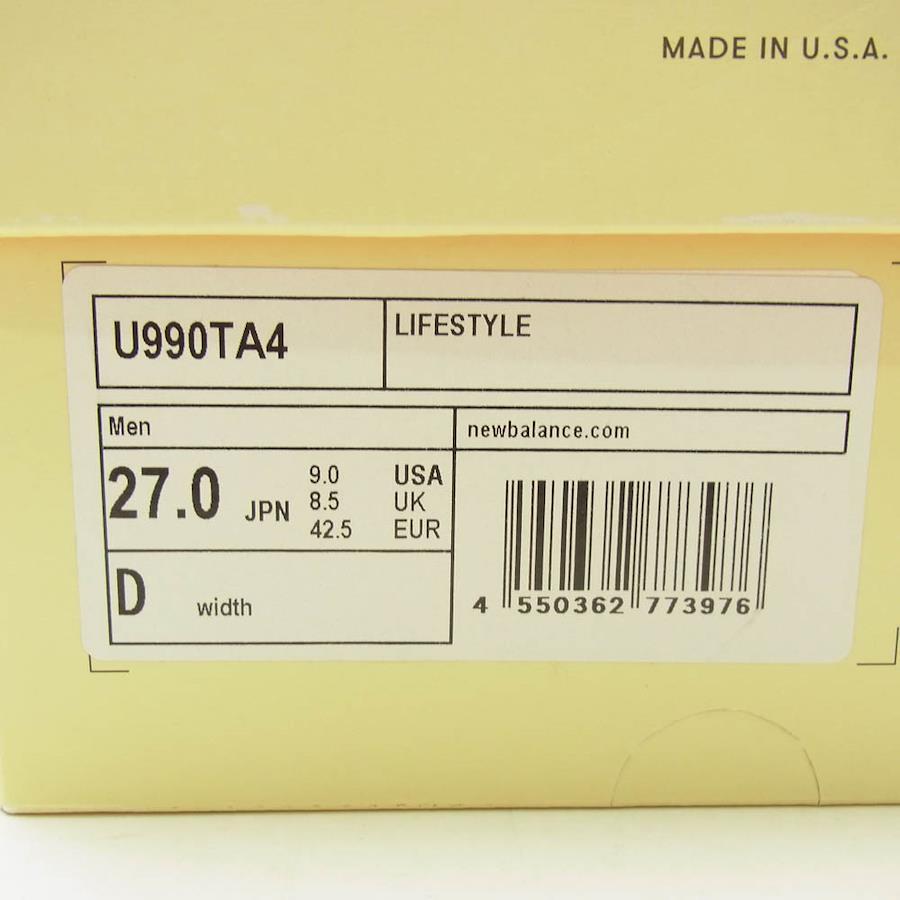 MADE IN U.S.A.
U990TA4
LIFESTYLE
Men
newbalance.com
27.0 JPN
9.0 USA
8.5 UK
42.5 EUR
D width
4 550362 773976